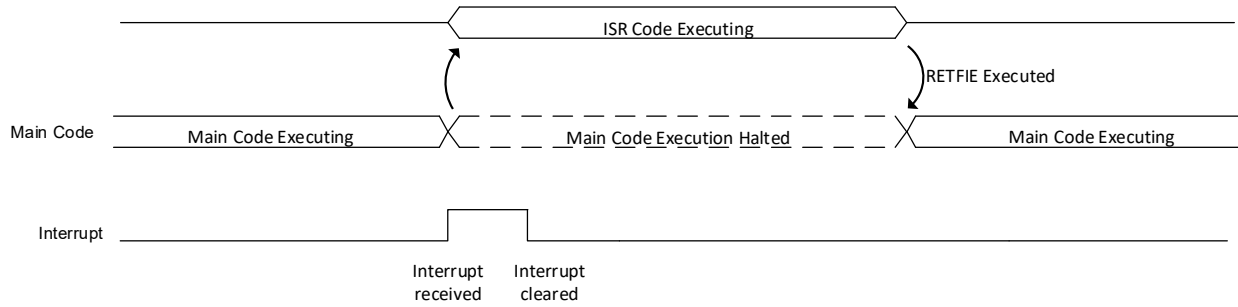 ISR Code Executing
RETFIE Executed
Main Code
Main Code Executing
Main Code Execution Halted
Main Code Executing
Interrupt
Interrupt
received
Interrupt
cleared